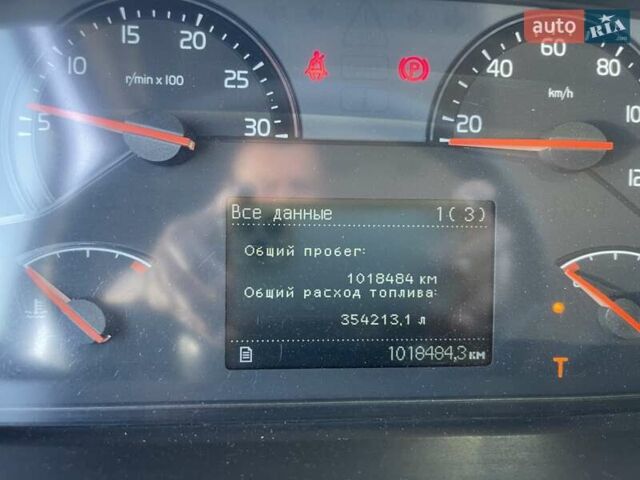 auto RIA
.com
5 10 15 20 25 30
r/min x 100
P
20 40 60 80
km/h
Все данные 1( 3)
Общий пробег:
1018484 км
Общий расход топлива:
354213,1 л
1018484,3 км
T